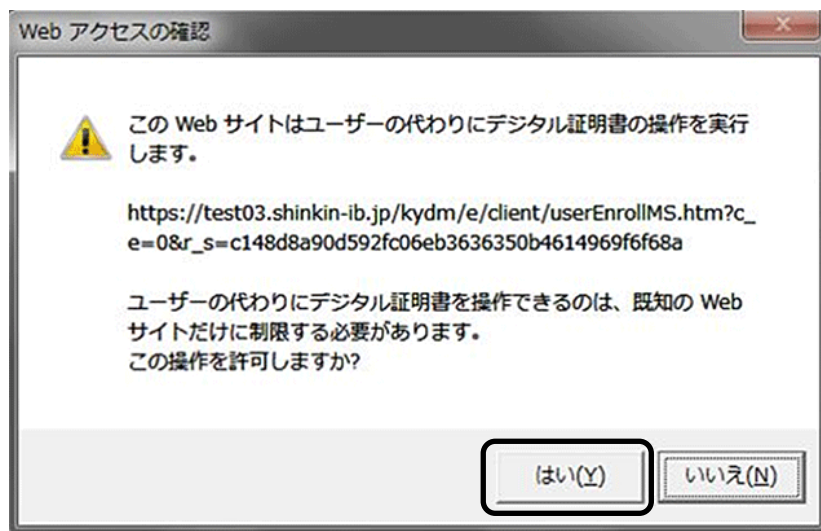 Web アクセスの確認
この Web サイトはユーザーの代わりにデジタル証明書の操作を実行
します。
https://test03.shinkin-ib.jp/kydm/e/client/userEnrollMS.htm?c_
e=0&r_s=c148d8a90d592fc06eb3636350b4614969f6f68a
ユーザーの代わりにデジタル証明書を操作できるのは、既知の Web
サイトだけに制限する必要があります。
この操作を許可しますか?
はい(Y) いいえ(N)